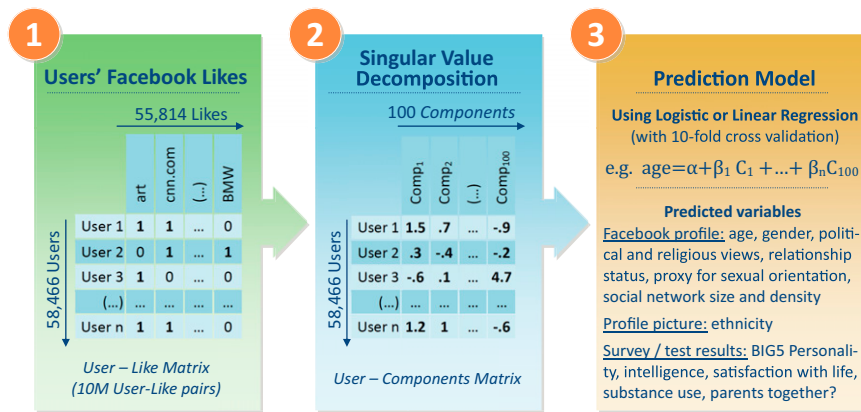 1
Users' Facebook Likes
55,814 Likes
art cnn.com (...) BMW
58,466 Users
User 1 1 1 ... 0
User 2 0 1 ... 1
User 3 1 0 ... 0
(...) ... ... ... ...
User n 1 1 ... 0
User – Like Matrix
(10M User-Like pairs)
2
Singular Value
Decomposition
100 Components
Comp1 Comp2 (...) Comp100
58,466 Users
User 1 1.5 .7 ... -.9
User 2 .3 -.4 ... -.2
User 3 -.6 .1 ... 4.7
(...) ... ... ... ...
User n 1.2 1 ... -.6
User – Components Matrix
3
Prediction Model
Using Logistic or Linear Regression
(with 10-fold cross validation)
e.g. age=α+β1 C1 +...+ βnC100
Predicted variables
Facebook profile: age, gender, politi-
cal and religious views, relationship
status, proxy for sexual orientation,
social network size and density
Profile picture: ethnicity
Survey / test results: BIG5 Personali-
ty, intelligence, satisfaction with life,
substance use, parents together?